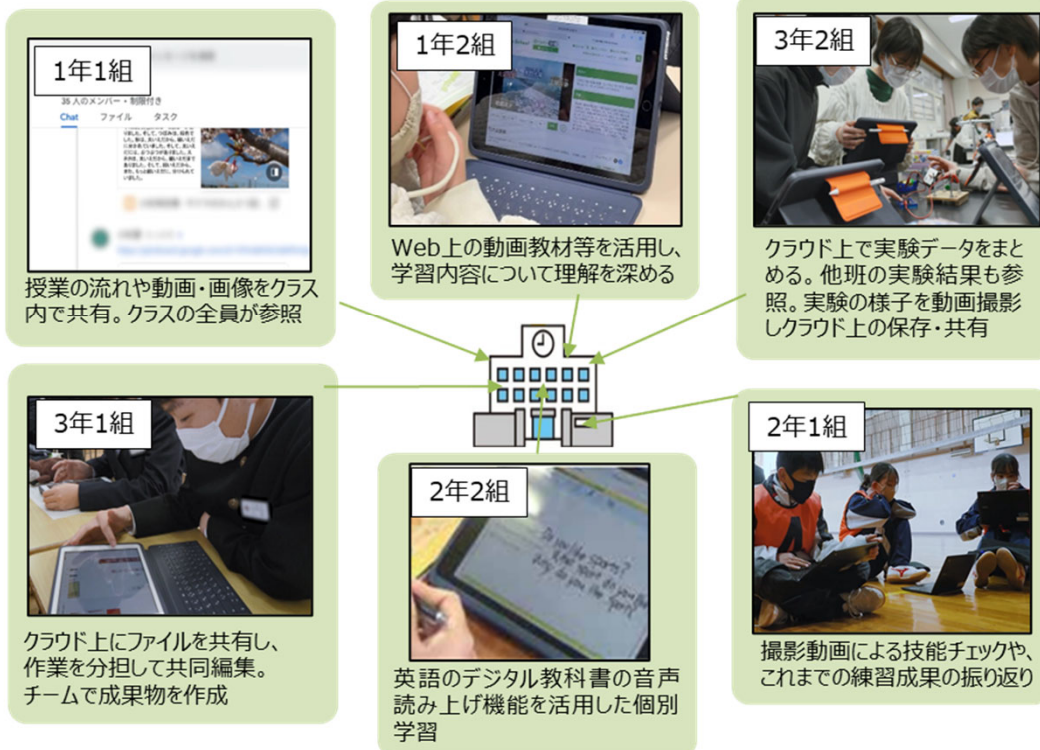 1年1組
35 人のメンバー・制限付き
Chat ファイル タスク
授業の流れや動画・画像をクラス
内で共有。クラスの全員が参照
1年2組
Web上の動画教材等を活用し、
学習内容について理解を深める
3年2組
クラウド上で実験データをまと
める。他班の実験結果も参
照。実験の様子を動画撮影
しクラウド上の保存・共有
3年1組
クラウド上にファイルを共有し、
作業を分担して共同編集。
チームで成果物を作成
2年2組
Do you like sports?
英語のデジタル教科書の音声
読み上げ機能を活用した個別
学習
2年1組
撮影動画による技能チェックや、
これまでの練習成果の振り返り